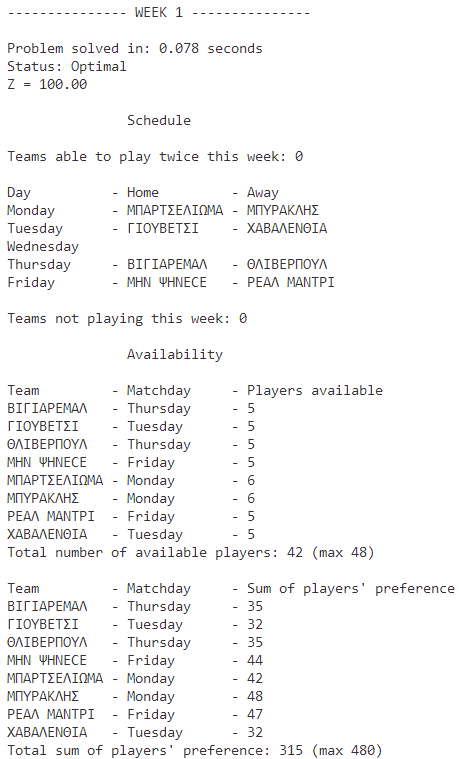 --------------- WEEK 1 ---------------
Problem solved in: 0.078 seconds
Status: Optimal
Z = 100.00
Schedule
Teams able to play twice this week: 0
Day - Home - Away
Monday - ΜΠΑΡΤΣΕΛΙΩΜΑ - ΜΠΥΡΑΚΛΗΣ
Tuesday - ΓΙΟΥΒΕΤΣΙ - ΧΑΒΑΛΕΝΘΙΑ
Wednesday
Thursday - ΒΙΓΙΑΡΕΜΑΛ - ΘΛΙΒΕΡΠΟΥΛ
Friday - ΜΗΝ ΨΗΝΕCΕ - ΡΕΑΛ ΜΑΝΤΡΙ
Teams not playing this week: 0
Availability
Team - Matchday - Players available
ΒΙΓΙΑΡΕΜΑΛ - Thursday - 5
ΓΙΟΥΒΕΤΣΙ - Tuesday - 5
ΘΛΙΒΕΡΠΟΥΛ - Thursday - 5
ΜΗΝ ΨΗΝΕCΕ - Friday - 5
ΜΠΑΡΤΣΕΛΙΩΜΑ - Monday - 6
ΜΠΥΡΑΚΛΗΣ - Monday - 6
ΡΕΑΛ ΜΑΝΤΡΙ - Friday - 5
ΧΑΒΑΛΕΝΘΙΑ - Tuesday - 5
Total number of available players: 42 (max 48)
Team - Matchday - Sum of players' preference
ΒΙΓΙΑΡΕΜΑΛ - Thursday - 35
ΓΙΟΥΒΕΤΣΙ - Tuesday - 32
ΘΛΙΒΕΡΠΟΥΛ - Thursday - 35
ΜΗΝ ΨΗΝΕCΕ - Friday - 44
ΜΠΑΡΤΣΕΛΙΩΜΑ - Monday - 42
ΜΠΥΡΑΚΛΗΣ - Monday - 48
ΡΕΑΛ ΜΑΝΤΡΙ - Friday - 47
ΧΑΒΑΛΕΝΘΙΑ - Tuesday - 32
Total sum of players' preference: 315 (max 480)